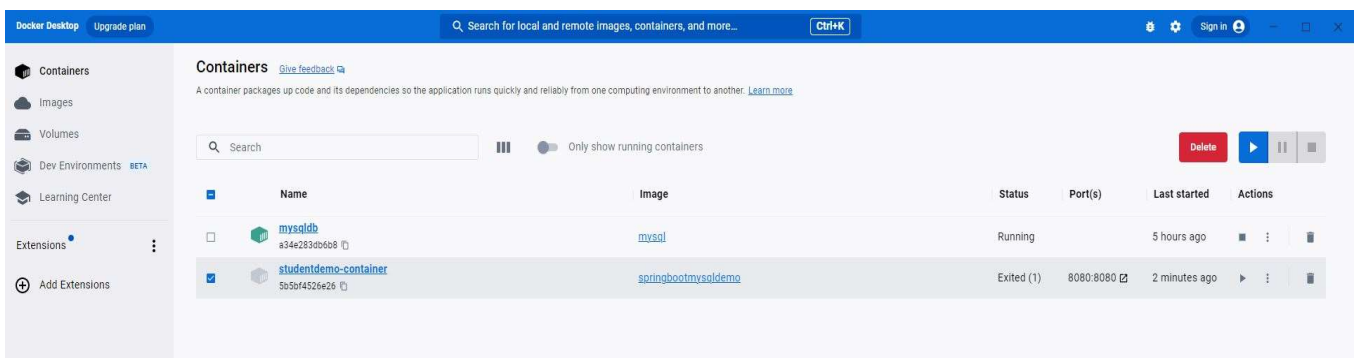 Docker Desktop Upgrade plan Search for local and remote images, containers, and more... Ctrl+K Sign in
Containers
Images
Volumes
Dev Environments BETA
Learning Center
Extensions
Add Extensions
Containers Give feedback
A container packages up code and its dependencies so the application runs quickly and reliably from one computing environment to another. Learn more
Search Only show running containers Delete
Name Image Status Port(s) Last started Actions
mysqldb mysql Running 5 hours ago
a34e283db6b8
studentdemo-container springbootmysqldemo Exited (1) 8080:8080 2 minutes ago
5b5bf4526e26